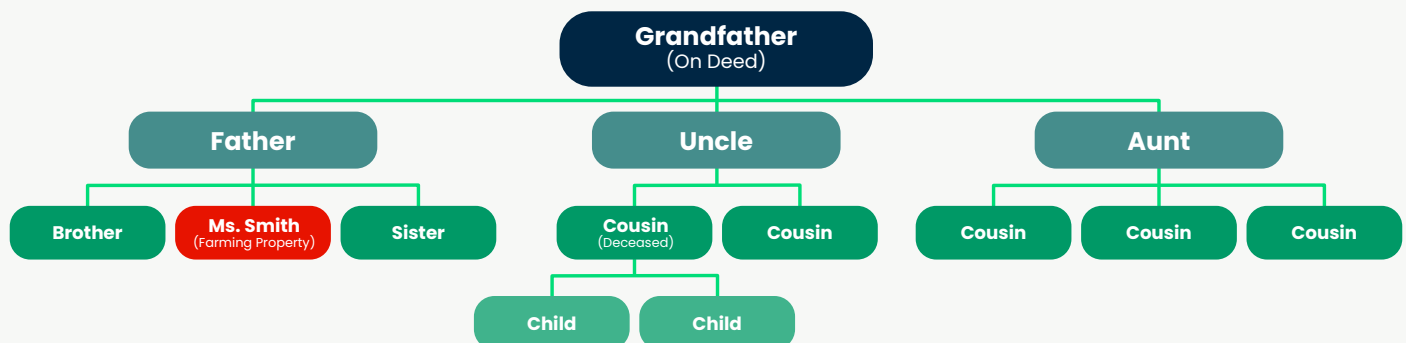 Grandfather
(On Deed)
Father
Uncle
Aunt
Brother
Ms. Smith
(Farming Property)
Sister
Cousin
(Deceased)
Cousin
Cousin
Cousin
Cousin
Child
Child